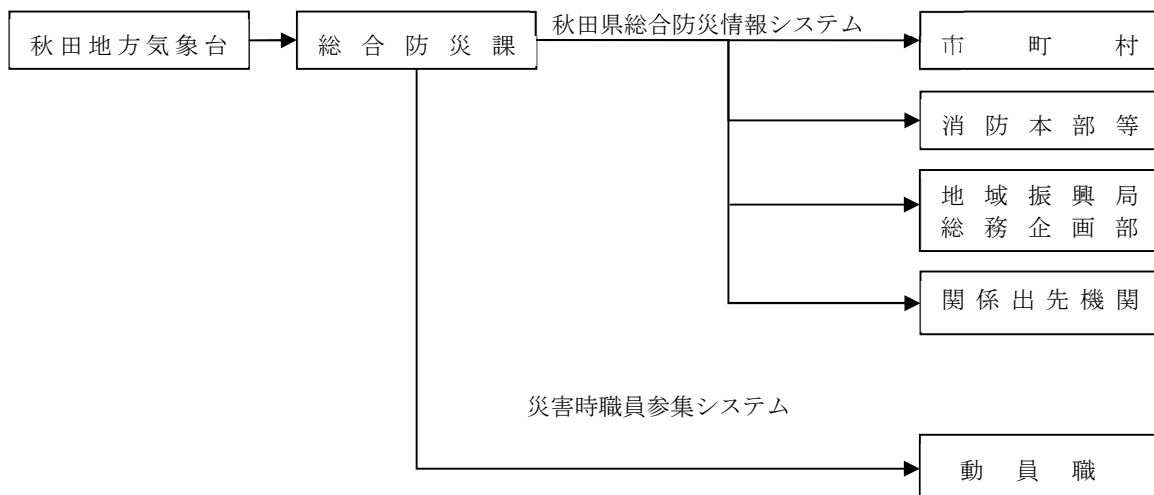 秋田県総合防災情報システム
秋田地方気象台
総合防災課
市町村
消防本部等
地域振興局
総務企画部
関係出先機関
災害時職員参集システム
動員職